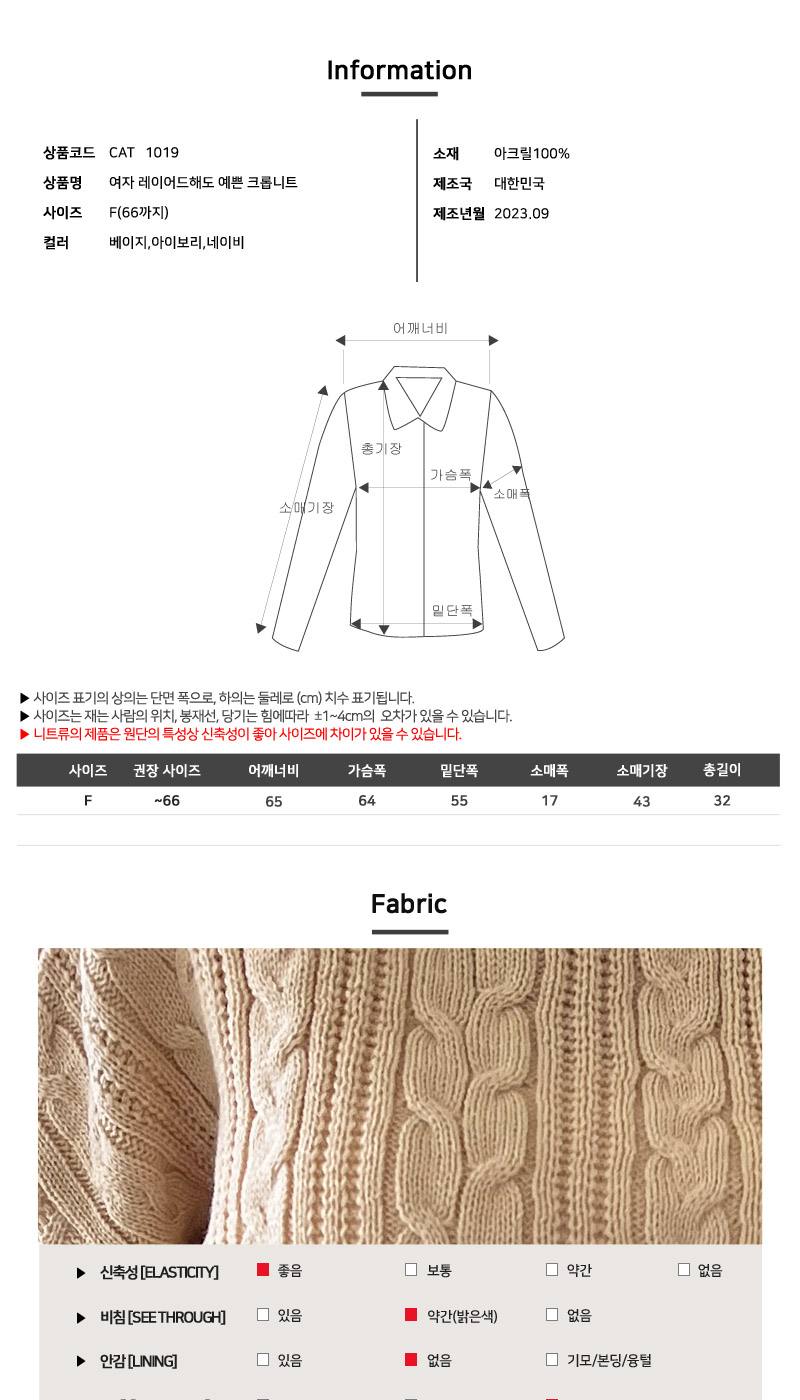 Information
상품코드 CAT 1019
상품명 여자 레이어드해도 예쁜 크롭니트
사이즈 F(66까지)
컬러 베이지,아이보리,네이비
소재 아크릴100%
제조국 대한민국
제조년월 2023.09
어깨너비
총기장
가슴폭
소매폭
소매기장
밑단폭
▶ 사이즈 표기의 상의는 단면 폭으로, 하의는 둘레로 (cm) 치수 표기됩니다.
▶ 사이즈는 재는 사람의 위치, 봉재선, 당기는 힘에따라 ±1~4cm의 오차가 있을 수 있습니다.
▶ 니트류의 제품은 원단의 특성상 신축성이 좋아 사이즈에 차이가 있을 수 있습니다.
사이즈 권장 사이즈 어깨너비 가슴폭 밑단폭 소매폭 소매기장 총길이
F ~66 65 64 55 17 43 32
Fabric
▶ 신축성 [ELASTICITY] 좋음 보통 약간 없음
▶ 비침 [SEE THROUGH] 있음 약간(밝은색) 없음
▶ 안감 [LINING] 있음 없음 기모/본딩/융털